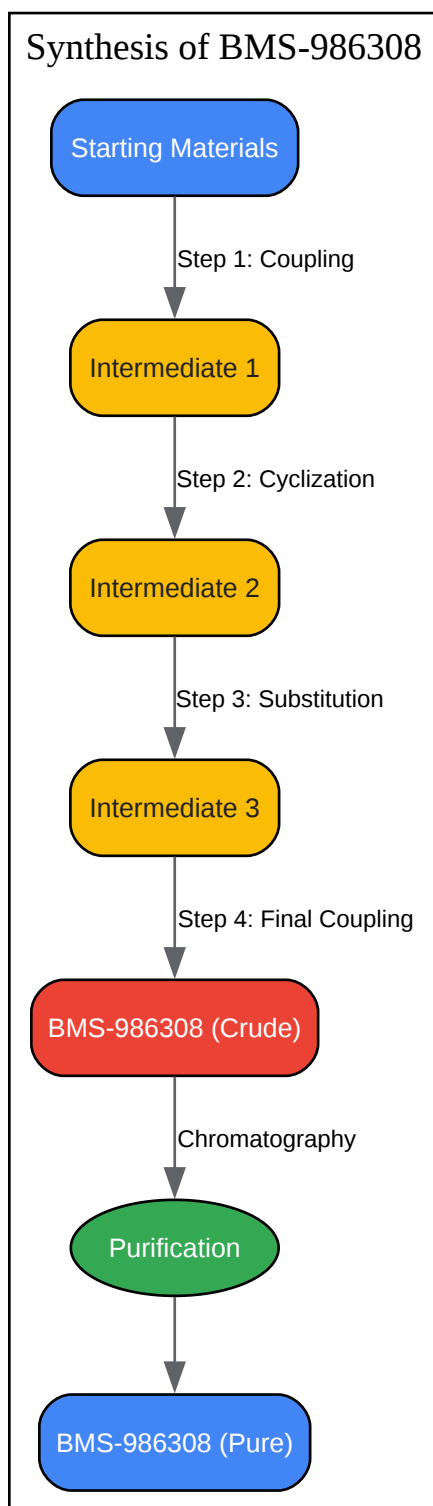 Synthesis of BMS-986308
Starting Materials
Step 1: Coupling
Intermediate 1
Step 2: Cyclization
Intermediate 2
Step 3: Substitution
Intermediate 3
Step 4: Final Coupling
BMS-986308 (Crude)
Chromatography
Purification
BMS-986308 (Pure)